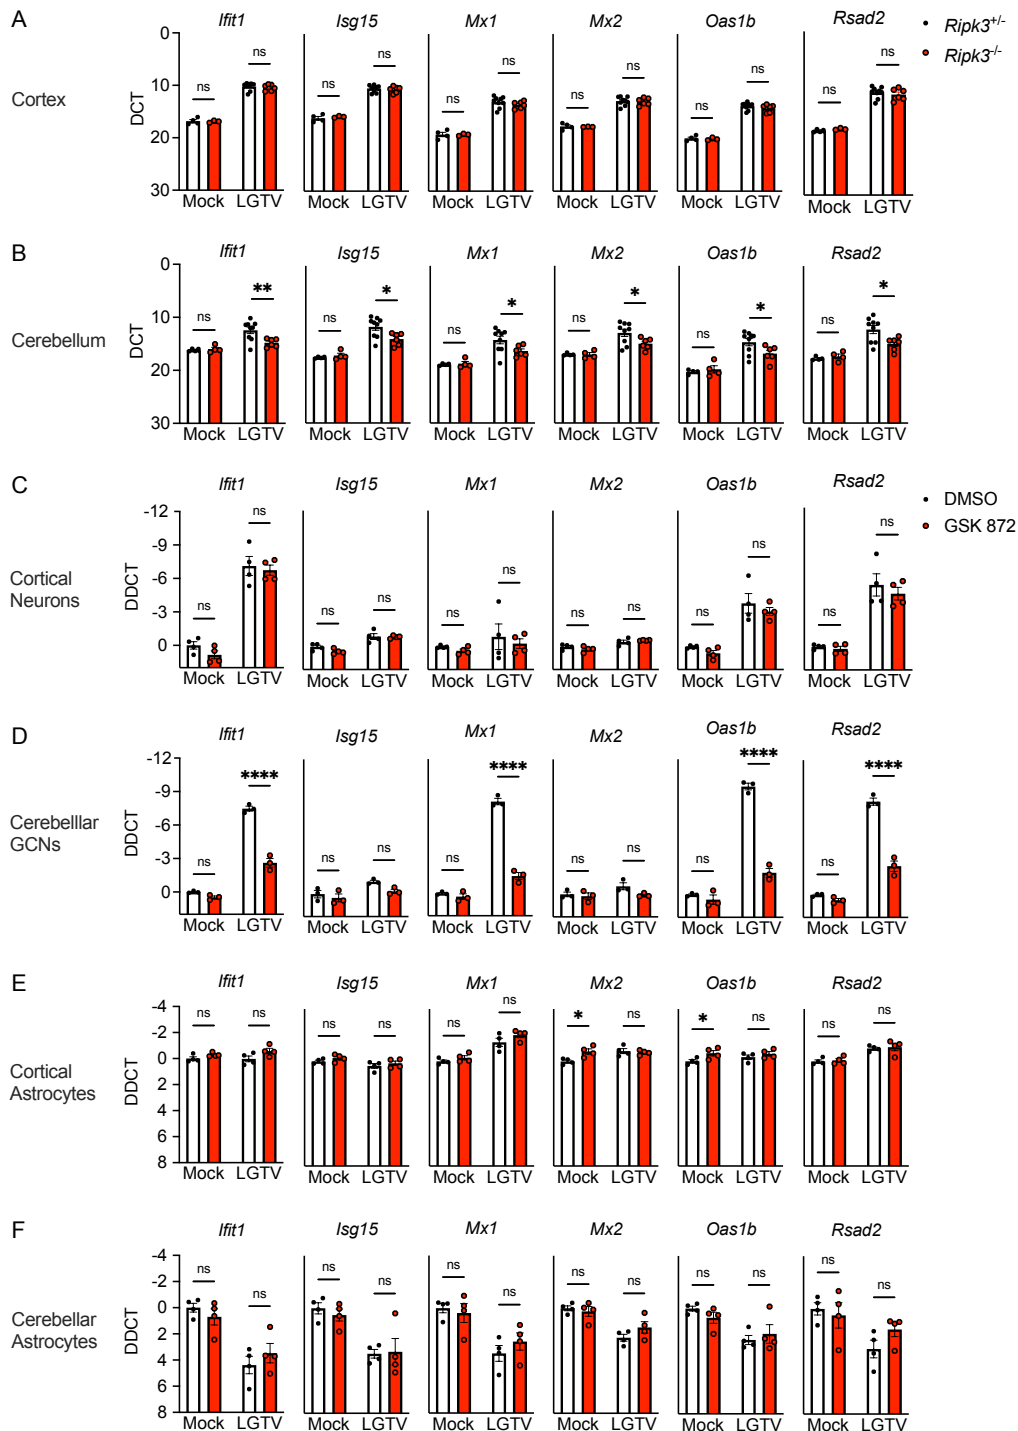 A
Ifit1 Isg15 Mx1 Mx2 Oas1b Rsad2
Ripk3+/-
Ripk3-/-
Cortex
DCT
0
10
20
30
ns ns ns ns ns ns
ns ns ns ns ns ns
Mock LGTV Mock LGTV Mock LGTV Mock LGTV Mock LGTV Mock LGTV
B
Ifit1 Isg15 Mx1 Mx2 Oas1b Rsad2
Cerebellum
DCT
0
10
20
30
** * * * * *
ns ns ns ns ns ns
Mock LGTV Mock LGTV Mock LGTV Mock LGTV Mock LGTV Mock LGTV
C
Ifit1 Isg15 Mx1 Mx2 Oas1b Rsad2
DMSO
GSK 872
Cortical
Neurons
DDCT
-12
-9
-6
-3
0
ns ns ns ns ns ns
ns ns ns ns ns ns
Mock LGTV Mock LGTV Mock LGTV Mock LGTV Mock LGTV Mock LGTV
D
Ifit1 Isg15 Mx1 Mx2 Oas1b Rsad2
Cerebelllar
GCNs
DDCT
-12
-9
-6
-3
0
**** ns **** ns **** ****
ns ns ns ns ns ns
Mock LGTV Mock LGTV Mock LGTV Mock LGTV Mock LGTV Mock LGTV
E
Ifit1 Isg15 Mx1 Mx2 Oas1b Rsad2
Cortical
Astrocytes
DDCT
-4
-2
0
2
4
6
8
ns ns ns ns ns ns * ns * ns ns ns
Mock LGTV Mock LGTV Mock LGTV Mock LGTV Mock LGTV Mock LGTV
F
Ifit1 Isg15 Mx1 Mx2 Oas1b Rsad2
Cerebellar
Astrocytes
DDCT
-4
-2
0
2
4
6
8
ns ns ns ns ns ns ns ns ns ns ns ns
Mock LGTV Mock LGTV Mock LGTV Mock LGTV Mock LGTV Mock LGTV